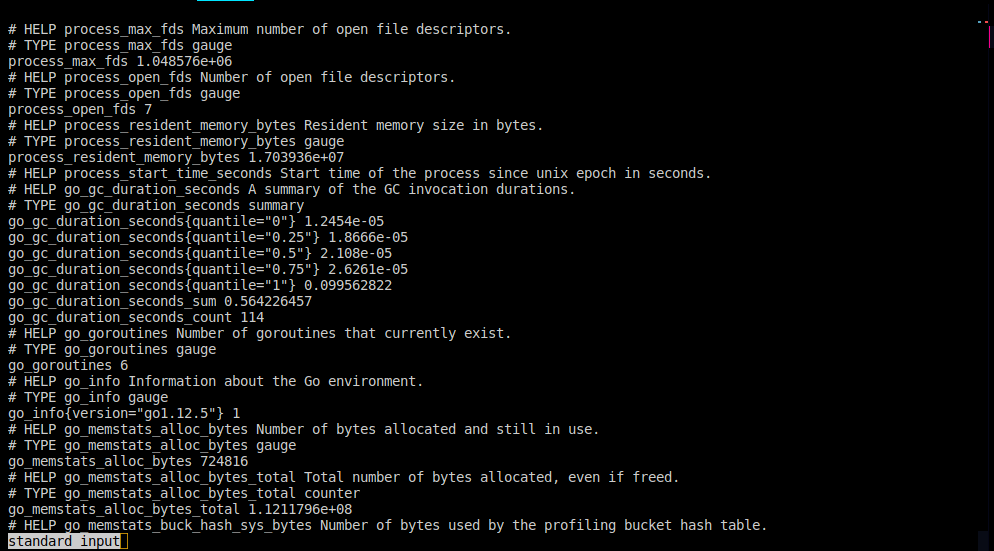 # HELP process_max_fds Maximum number of open file descriptors.
# TYPE process_max_fds gauge
process_max_fds 1.048576e+06
# HELP process_open_fds Number of open file descriptors.
# TYPE process_open_fds gauge
process_open_fds 7
# HELP process_resident_memory_bytes Resident memory size in bytes.
# TYPE process_resident_memory_bytes gauge
process_resident_memory_bytes 1.703936e+07
# HELP process_start_time_seconds Start time of the process since unix epoch in seconds.
# HELP go_gc_duration_seconds A summary of the GC invocation durations.
# TYPE go_gc_duration_seconds summary
go_gc_duration_seconds{quantile="0"} 1.2454e-05
go_gc_duration_seconds{quantile="0.25"} 1.8666e-05
go_gc_duration_seconds{quantile="0.5"} 2.108e-05
go_gc_duration_seconds{quantile="0.75"} 2.6261e-05
go_gc_duration_seconds{quantile="1"} 0.099562822
go_gc_duration_seconds_sum 0.564226457
go_gc_duration_seconds_count 114
# HELP go_goroutines Number of goroutines that currently exist.
# TYPE go_goroutines gauge
go_goroutines 6
# HELP go_info Information about the Go environment.
# TYPE go_info gauge
go_info{version="go1.12.5"} 1
# HELP go_memstats_alloc_bytes Number of bytes allocated and still in use.
# TYPE go_memstats_alloc_bytes gauge
go_memstats_alloc_bytes 724816
# HELP go_memstats_alloc_bytes_total Total number of bytes allocated, even if freed.
# TYPE go_memstats_alloc_bytes_total counter
go_memstats_alloc_bytes_total 1.1211796e+08
# HELP go_memstats_buck_hash_sys_bytes Number of bytes used by the profiling bucket hash table.
standard input